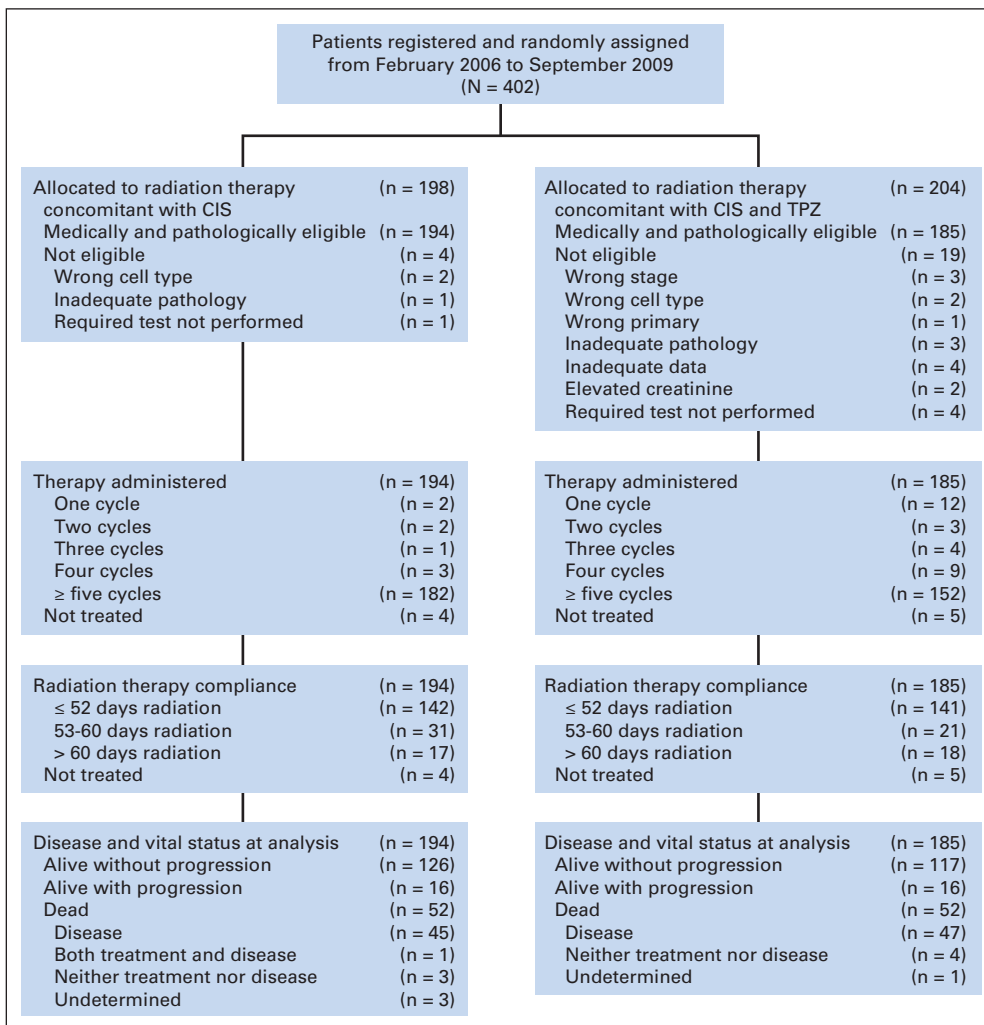 Patients registered and randomly assigned
from February 2006 to September 2009
(N = 402)
Allocated to radiation therapy (n = 198)
concomitant with CIS
Medically and pathologically eligible (n = 194)
Not eligible (n = 4)
Wrong cell type (n = 2)
Inadequate pathology (n = 1)
Required test not performed (n = 1)
Allocated to radiation therapy (n = 204)
concomitant with CIS and TPZ
Medically and pathologically eligible (n = 185)
Not eligible (n = 19)
Wrong stage (n = 3)
Wrong cell type (n = 2)
Wrong primary (n = 1)
Inadequate pathology (n = 3)
Inadequate data (n = 4)
Elevated creatinine (n = 2)
Required test not performed (n = 4)
Therapy administered (n = 194)
One cycle (n = 2)
Two cycles (n = 2)
Three cycles (n = 1)
Four cycles (n = 3)
≥ five cycles (n = 182)
Not treated (n = 4)
Therapy administered (n = 185)
One cycle (n = 12)
Two cycles (n = 3)
Three cycles (n = 4)
Four cycles (n = 9)
≥ five cycles (n = 152)
Not treated (n = 5)
Radiation therapy compliance (n = 194)
≤ 52 days radiation (n = 142)
53-60 days radiation (n = 31)
> 60 days radiation (n = 17)
Not treated (n = 4)
Radiation therapy compliance (n = 185)
≤ 52 days radiation (n = 141)
53-60 days radiation (n = 21)
> 60 days radiation (n = 18)
Not treated (n = 5)
Disease and vital status at analysis (n = 194)
Alive without progression (n = 126)
Alive with progression (n = 16)
Dead (n = 52)
Disease (n = 45)
Both treatment and disease (n = 1)
Neither treatment nor disease (n = 3)
Undetermined (n = 3)
Disease and vital status at analysis (n = 185)
Alive without progression (n = 117)
Alive with progression (n = 16)
Dead (n = 52)
Disease (n = 47)
Neither treatment nor disease (n = 4)
Undetermined (n = 1)